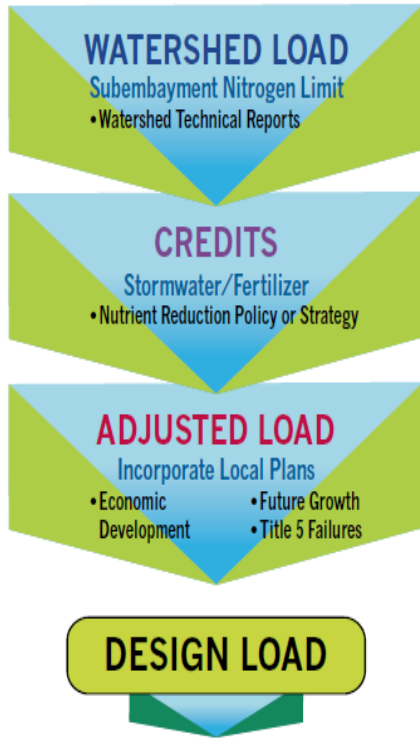 WATERSHED LOAD
Subembayment Nitrogen Limit
•Watershed Technical Reports
CREDITS
Stormwater/Fertilizer
•Nutrient Reduction Policy or Strategy
ADJUSTED LOAD
Incorporate Local Plans
•Economic
Development
•Future Growth
•Title 5 Failures
DESIGN LOAD